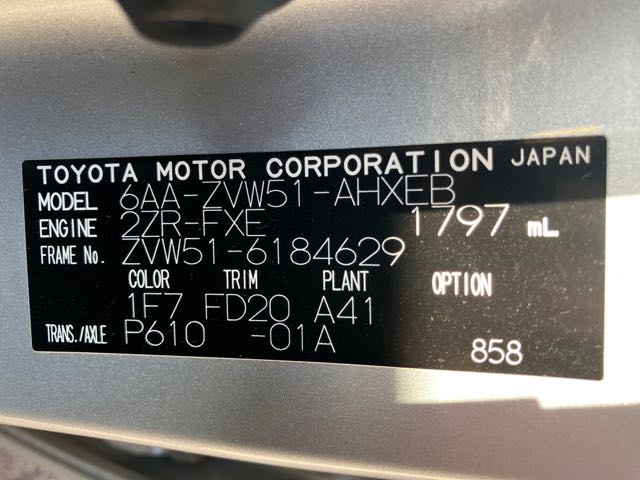 TOYOTA MOTOR CORPORATION JAPAN
MODEL 6AA-ZVW51-AHXEB
ENGINE 2ZR-FXE 1797 mL
FRAME No. ZVW51-6184629
COLOR TRIM PLANT OPTION
1F7 FD20 A41
TRANS./AXLE P610 -01A
858